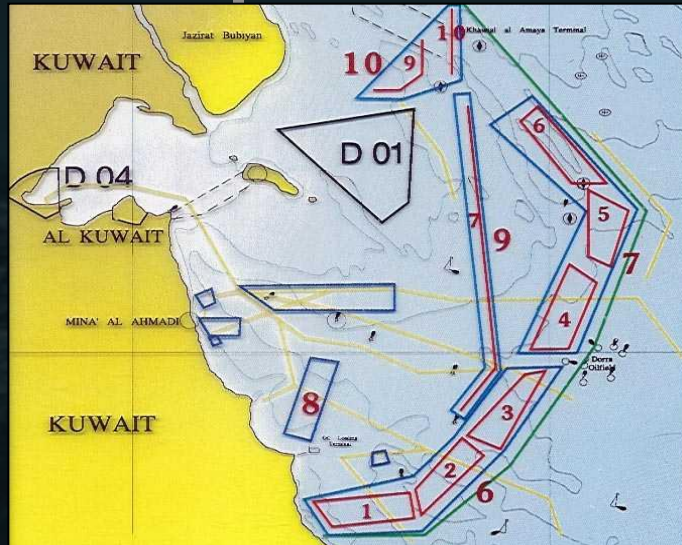 Jazirat Bubiyan
10
Khawr al Amaya Terminal
KUWAIT
10
9
6
D 01
D 04
5
7
9
AL KUWAIT
7
4
MINA' AL AHMADI
Dorra
Oilfield
8
3
KUWAIT
2
6
1